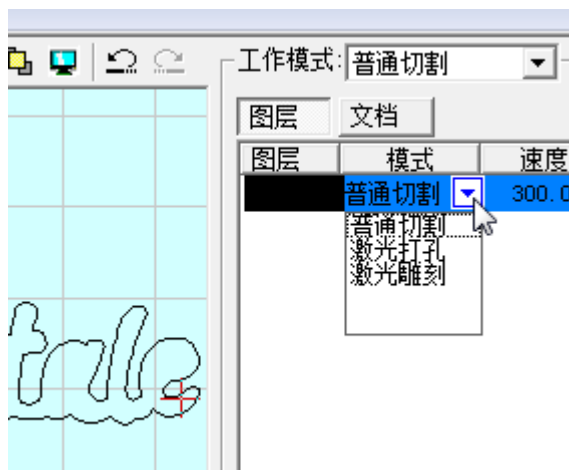 工作模式: 普通切割
图层 文档
图层 模式 速度
普通切割 300.0
普通切割
激光打孔
激光雕刻
tale